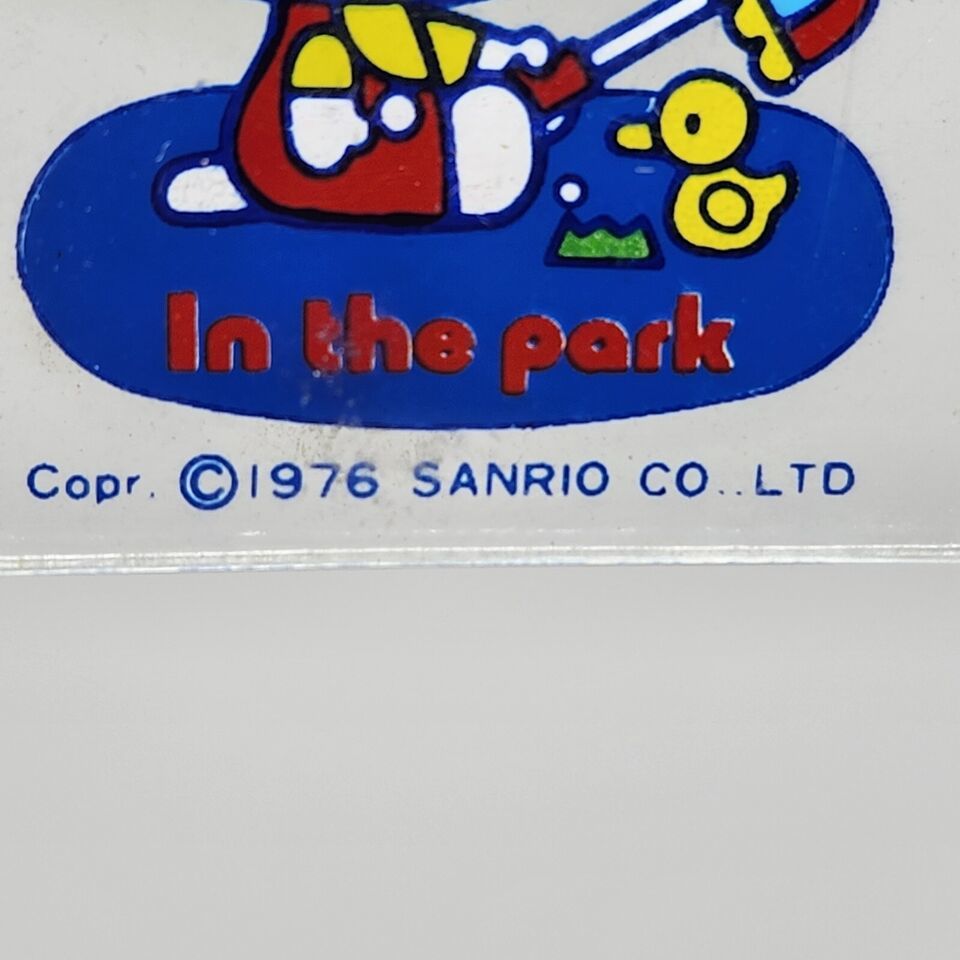 In the park
Copr. ©1976 SANRIO CO..LTD